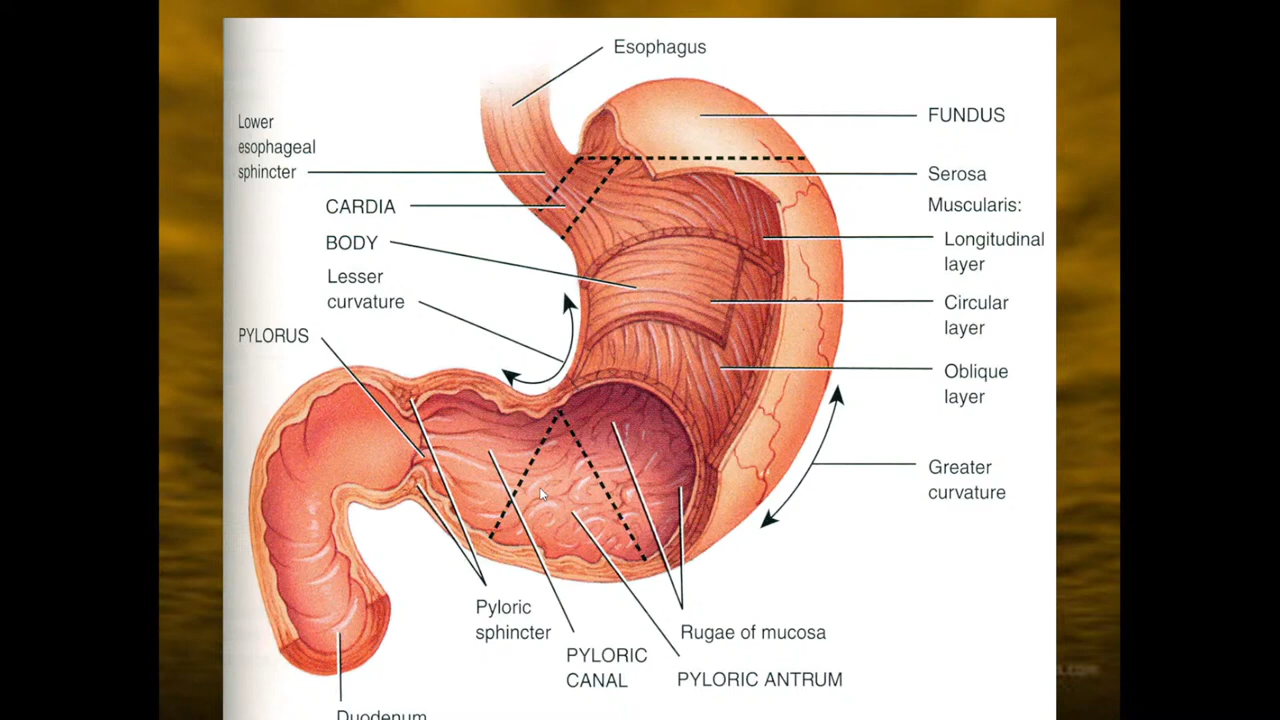 Esophagus
Lower
esophageal
sphincter
CARDIA
BODY
Lesser
curvature
PYLORUS
FUNDUS
Serosa
Muscularis:
Longitudinal
layer
Circular
layer
Oblique
layer
Greater
curvature
Pyloric
sphincter
PYLORIC
CANAL
Rugae of mucosa
PYLORIC ANTRUM
Duodenum